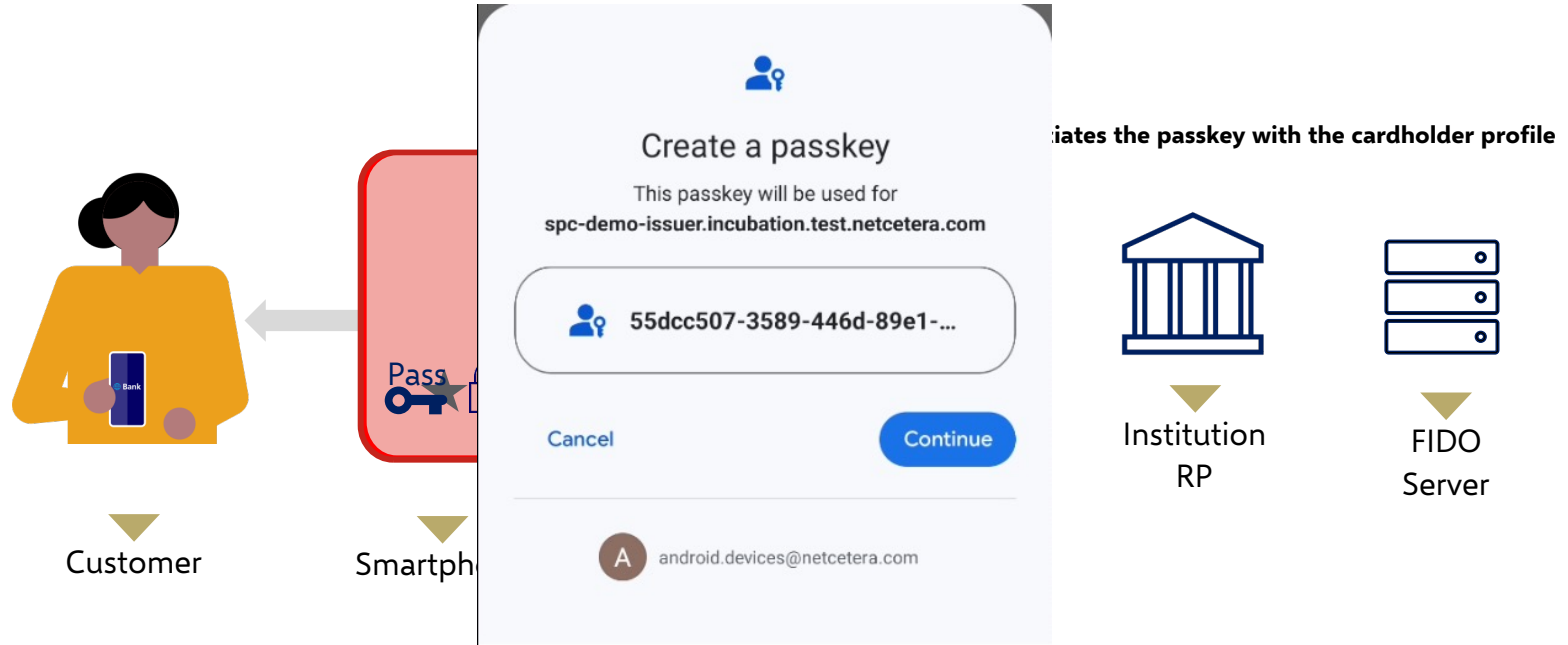 Create a passkey
This passkey will be used for
spc-demo-issuer.incubation.test.netcetera.com
55dcc507-3589-446d-89e1-...
Cancel
Continue
A
android.devices@netcetera.com
iates the passkey with the cardholder profile
Bank
Pass
Customer
Smartph
Institution
RP
FIDO
Server